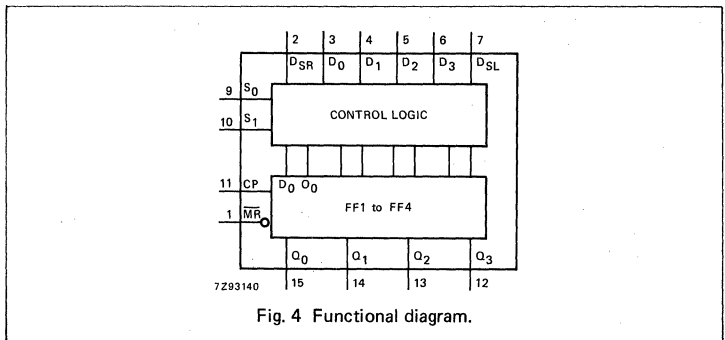 2 3 4 5 6 7
DSR D0 D1 D2 D3 DSL
9 S0
10 S1
CONTROL LOGIC
11 CP
D0 O0
FF1 to FF4
1 MR
Q0 Q1 Q2 Q3
15 14 13 12
7Z93140
Fig. 4 Functional diagram.